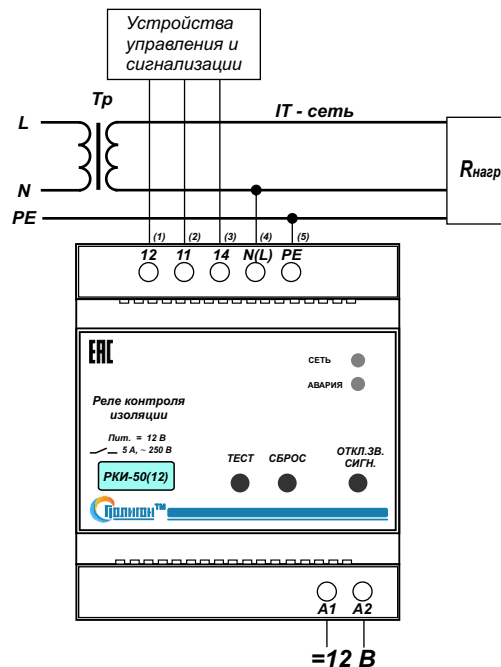 Устройства
управления и
сигнализации
Тр
L
IT - сеть
Rнагр
N
PE
(1) (2) (3) (4) (5)
12 11 14 N(L) PE
EAC
СЕТЬ
АВАРИЯ
Реле контроля
изоляции
Пит. = 12 В
5 А, ~ 250 В
РКИ-50(12)
ТЕСТ СБРОС ОТКЛ.ЗВ.
СИГН.
Полигон™
A1 A2
=12 В